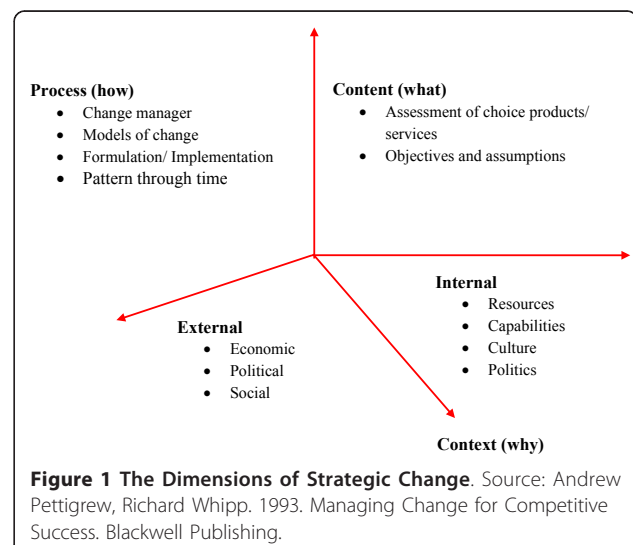 Process (how)
• Change manager
• Models of change
• Formulation/ Implementation
• Pattern through time
Content (what)
• Assessment of choice products/
services
• Objectives and assumptions
External
• Economic
• Political
• Social
Internal
• Resources
• Capabilities
• Culture
• Politics
Context (why)
Figure 1 The Dimensions of Strategic Change. Source: Andrew
Pettigrew, Richard Whipp. 1993. Managing Change for Competitive
Success. Blackwell Publishing.